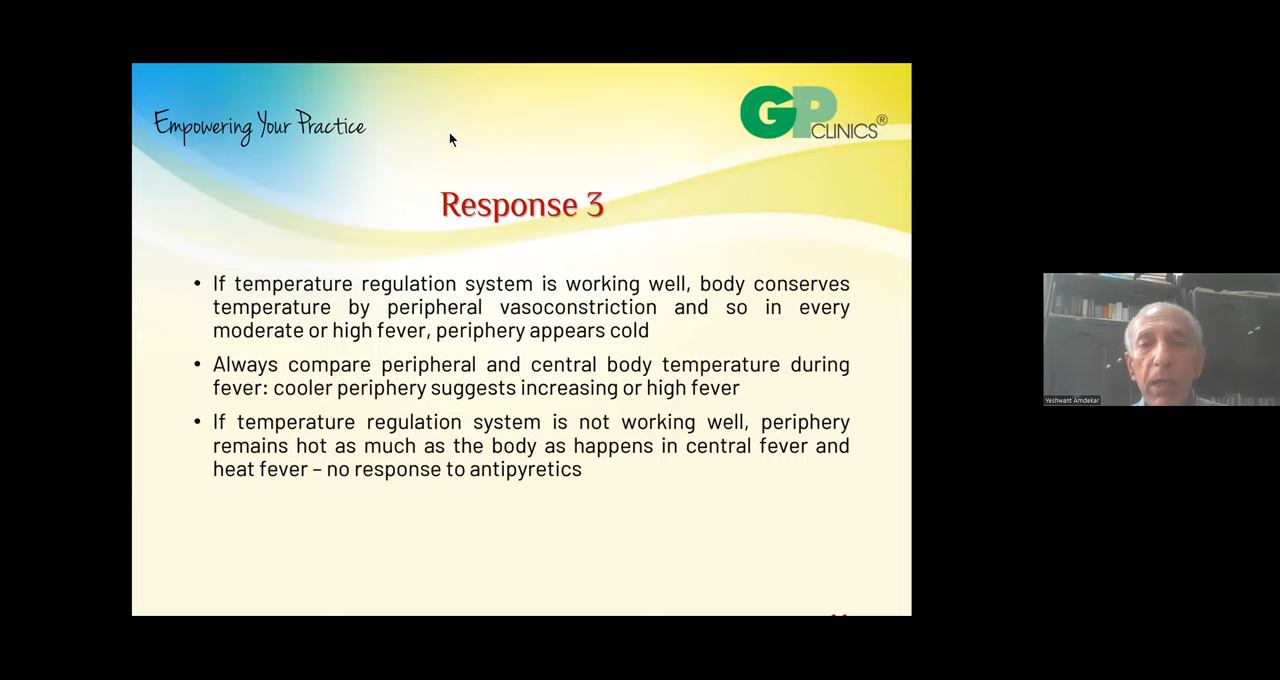 Empowering Your Practice
GP CLINICS®
Response 3
• If temperature regulation system is working well, body conserves
temperature by peripheral vasoconstriction and so in every
moderate or high fever, periphery appears cold
• Always compare peripheral and central body temperature during
fever: cooler periphery suggests increasing or high fever
• If temperature regulation system is not working well, periphery
remains hot as much as the body as happens in central fever and
heat fever – no response to antipyretics
Yeshwant Amdekar